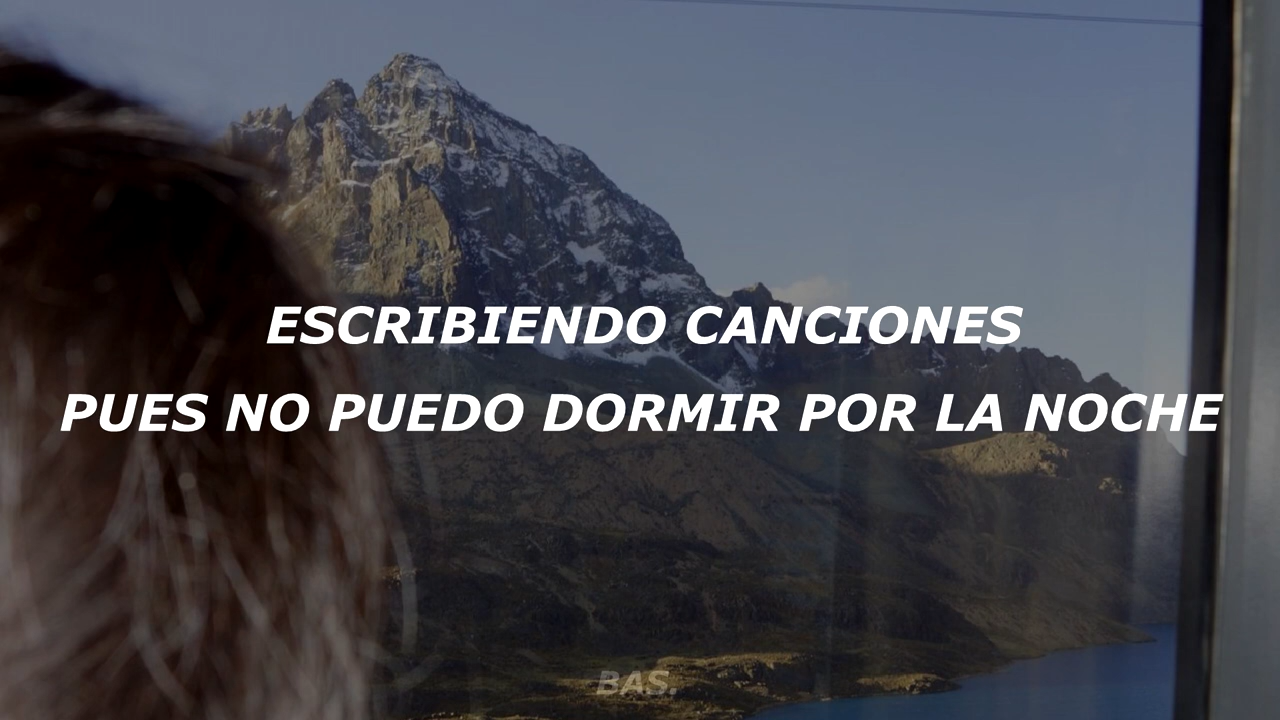 ESCRIBIENDO CANCIONES
PUES NO PUEDO DORMIR POR LA NOCHE
BAS.